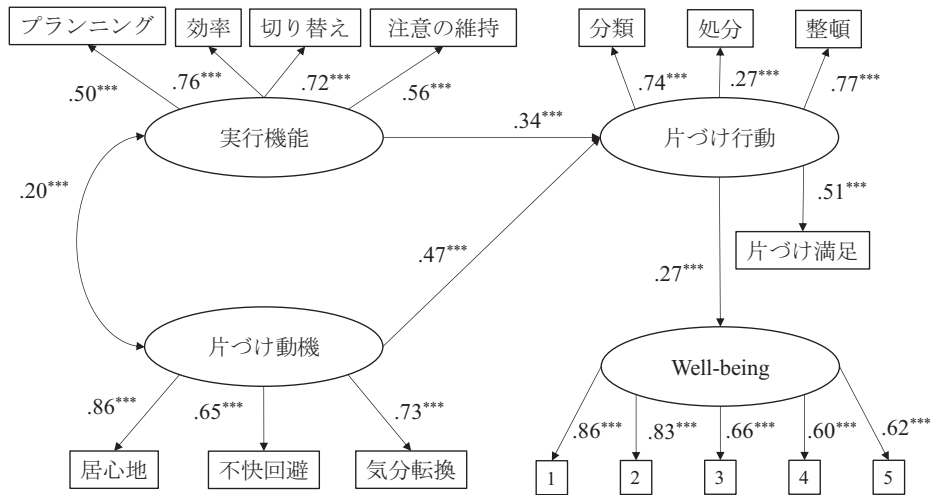 プランニング
効率
切り替え
注意の維持
分類
処分
整頓
.50***
.76***
.72***
.56***
.74***
.27***
.77***
実行機能
.34***
片づけ行動
.20***
.51***
.47***
片づけ満足
.27***
片づけ動機
Well-being
.86***
.65***
.73***
.86***
.83***
.66***
.60***
.62***
居心地
不快回避
気分転換
1
2
3
4
5